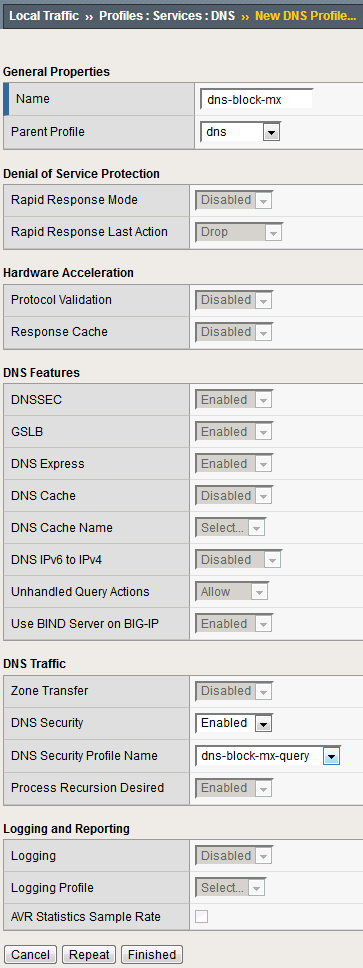 Local Traffic ›› Profiles : Services : DNS ›› New DNS Profile...
General Properties
Name dns-block-mx
Parent Profile dns
Denial of Service Protection
Rapid Response Mode Disabled
Rapid Response Last Action Drop
Hardware Acceleration
Protocol Validation Disabled
Response Cache Disabled
DNS Features
DNSSEC Enabled
GSLB Enabled
DNS Express Enabled
DNS Cache Disabled
DNS Cache Name Select...
DNS IPv6 to IPv4 Disabled
Unhandled Query Actions Allow
Use BIND Server on BIG-IP Enabled
DNS Traffic
Zone Transfer Disabled
DNS Security Enabled
DNS Security Profile Name dns-block-mx-query
Process Recursion Desired Enabled
Logging and Reporting
Logging Disabled
Logging Profile Select...
AVR Statistics Sample Rate
Cancel Repeat Finished